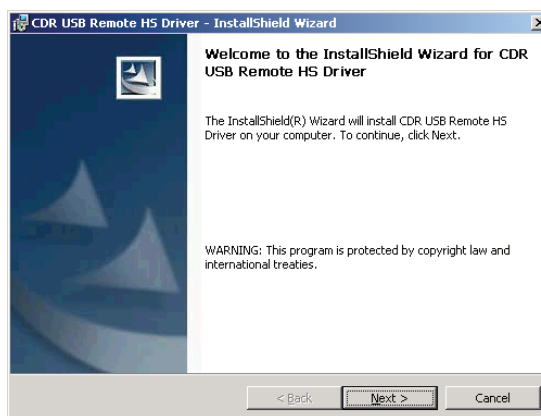 CDR USB Remote HS Driver - InstallShield Wizard
Welcome to the InstallShield Wizard for CDR
USB Remote HS Driver
The InstallShield(R) Wizard will install CDR USB Remote HS
Driver on your computer. To continue, click Next.
WARNING: This program is protected by copyright law and
international treaties.
< Back
Next >
Cancel